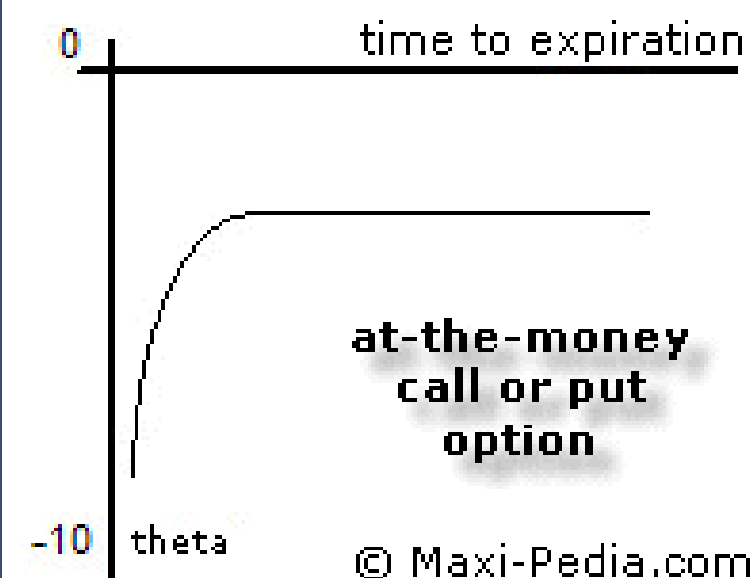 0
time to expiration
at-the-money
call or put
option
-10
theta
© Maxi-Pedia.com